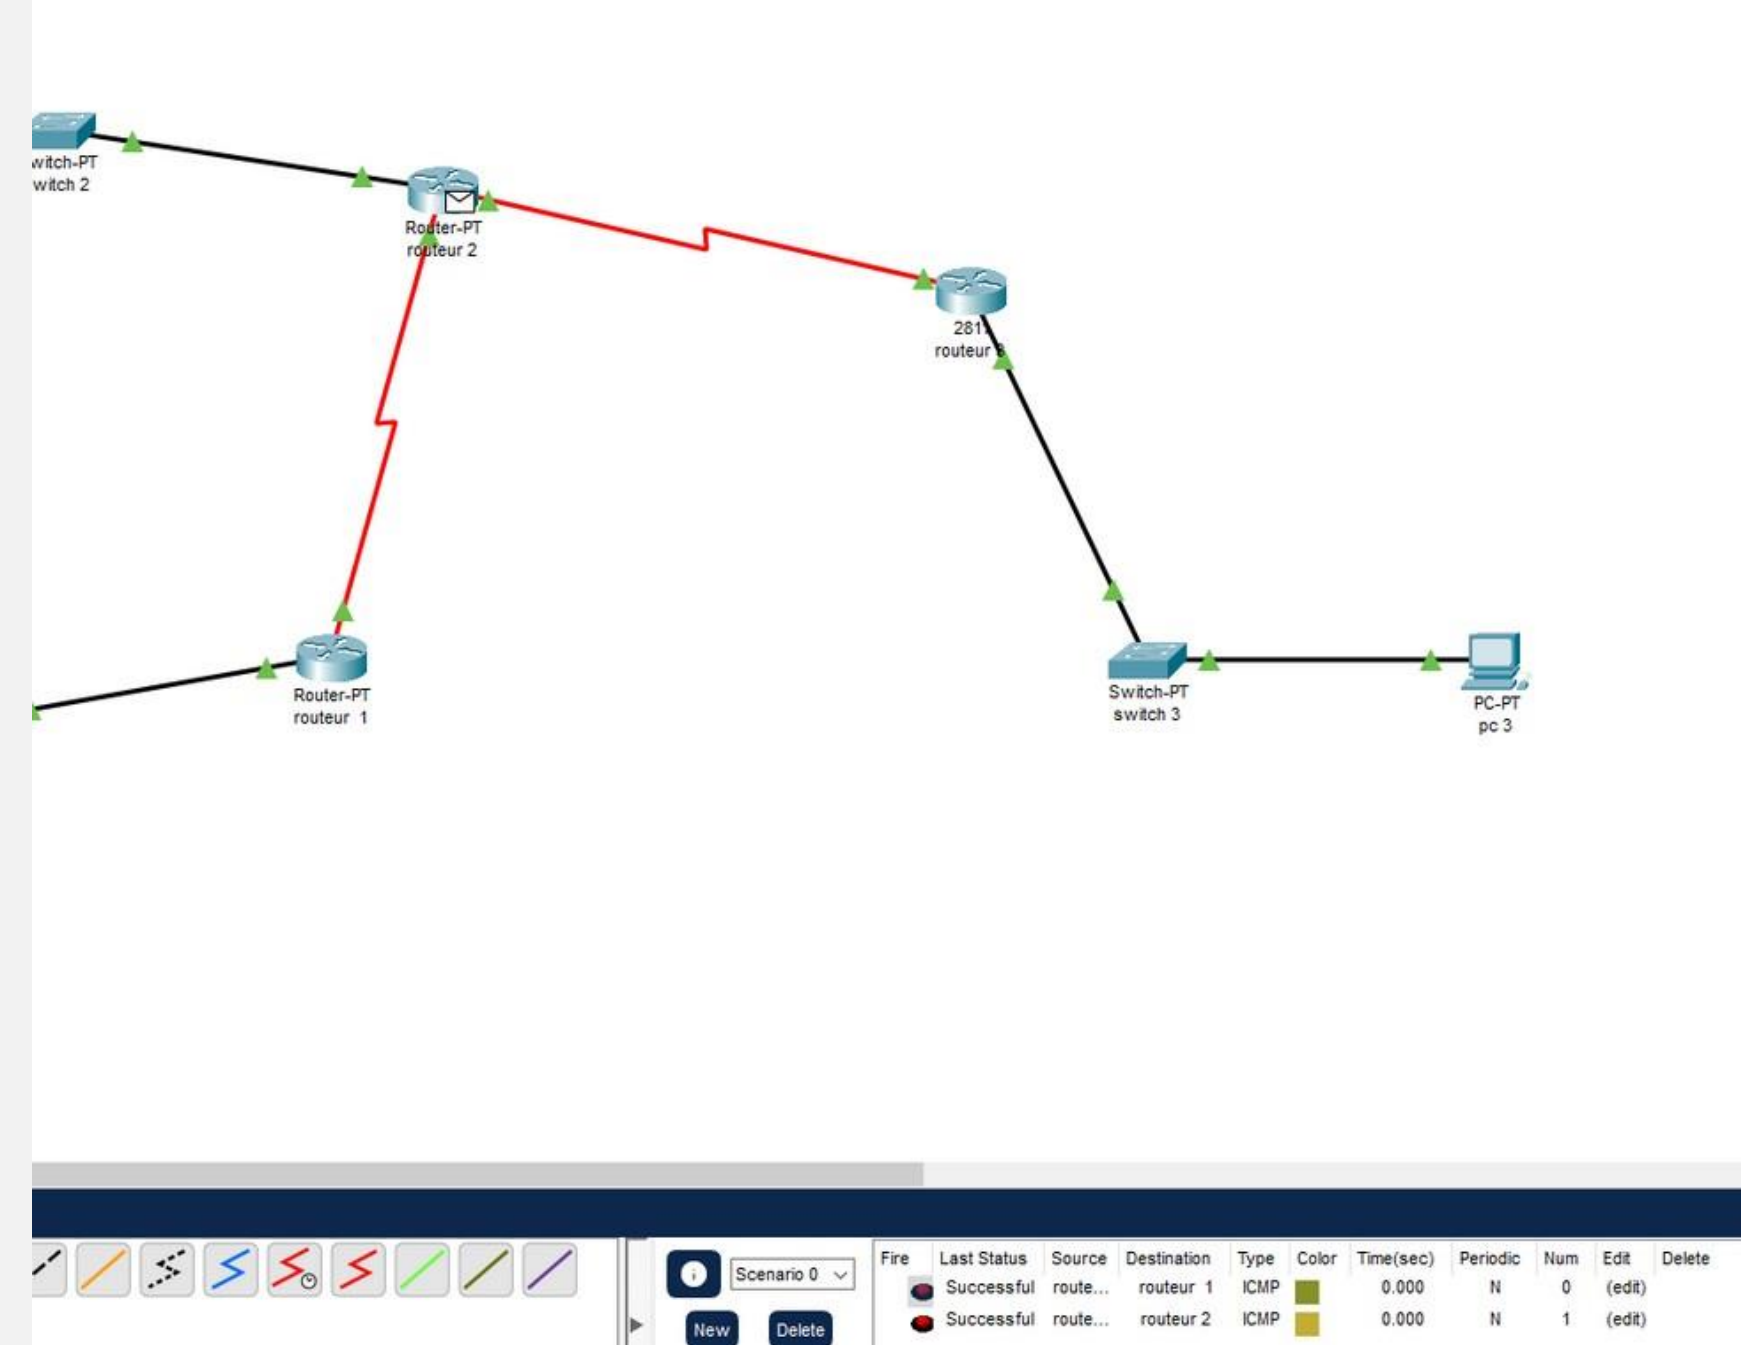 witch-PT
witch 2
Router-PT
routeur 2
routeur
Router-PT
routeur 1
Switch-PT
switch 3
PC-PT
pc 3
Scenario 0
New
Delete
Fire Last Status Source Destination Type Color Time(sec) Periodic Num Edit Delete
Successful route... routeur 1 ICMP 0.000 N 0 (edit)
Successful route... routeur 2 ICMP 0.000 N 1 (edit)